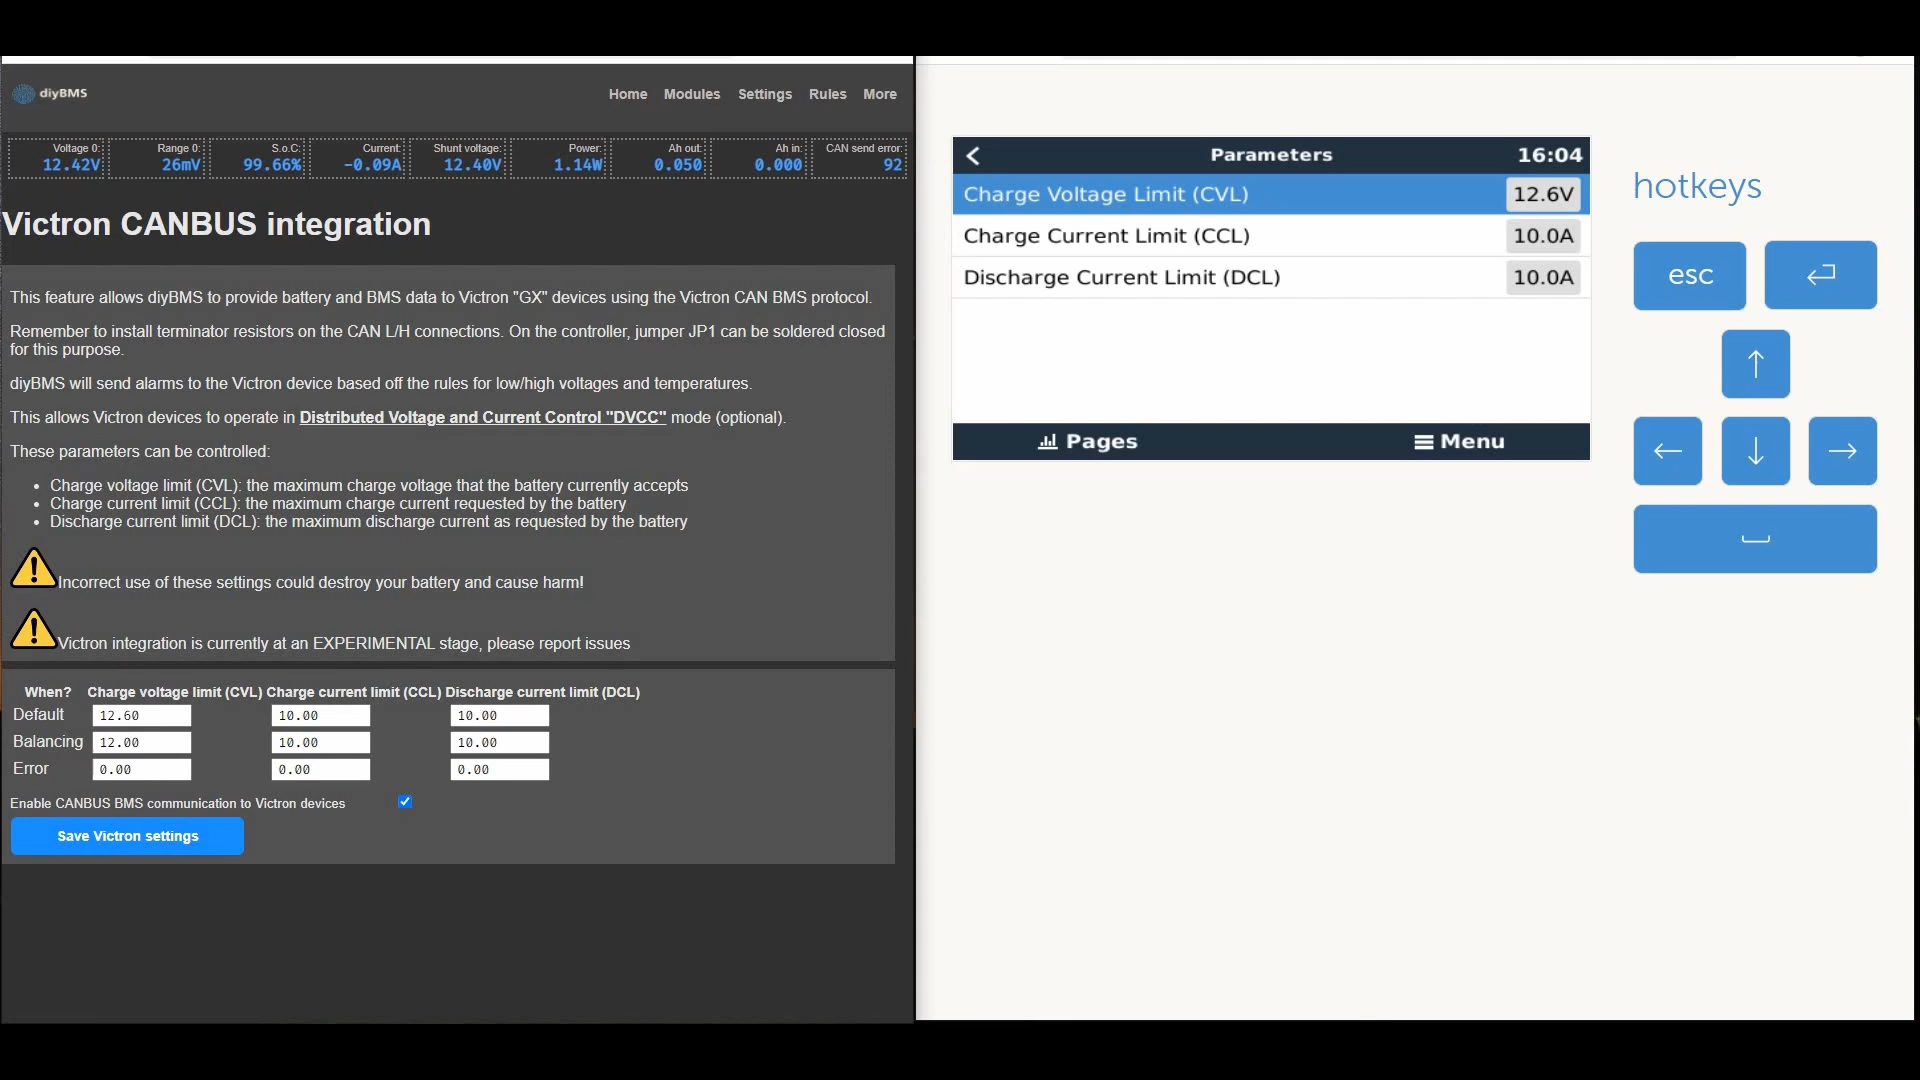 diyBMS
Home Modules Settings Rules More
Voltage 0: Range 0: S.o.C: Current: Shunt voltage: Power: Ah out: Ah in: CAN send error:
12.42V 26mV 99.66% -0.09A 12.40V 1.14W 0.050 0.000 92
Victron CANBUS integration
This feature allows diyBMS to provide battery and BMS data to Victron "GX" devices using the Victron CAN BMS protocol.
Remember to install terminator resistors on the CAN L/H connections. On the controller, jumper JP1 can be soldered closed
for this purpose.
diyBMS will send alarms to the Victron device based off the rules for low/high voltages and temperatures.
This allows Victron devices to operate in Distributed Voltage and Current Control "DVCC" mode (optional).
These parameters can be controlled:
• Charge voltage limit (CVL): the maximum charge voltage that the battery currently accepts
• Charge current limit (CCL): the maximum charge current requested by the battery
• Discharge current limit (DCL): the maximum discharge current as requested by the battery
Incorrect use of these settings could destroy your battery and cause harm!
Victron integration is currently at an EXPERIMENTAL stage, please report issues
When? Charge voltage limit (CVL) Charge current limit (CCL) Discharge current limit (DCL)
Default 12.60 10.00 10.00
Balancing 12.00 10.00 10.00
Error 0.00 0.00 0.00
Enable CANBUS BMS communication to Victron devices
Save Victron settings
Parameters 16:04
Charge Voltage Limit (CVL) 12.6V
Charge Current Limit (CCL) 10.0A
Discharge Current Limit (DCL) 10.0A
Pages Menu
hotkeys
esc